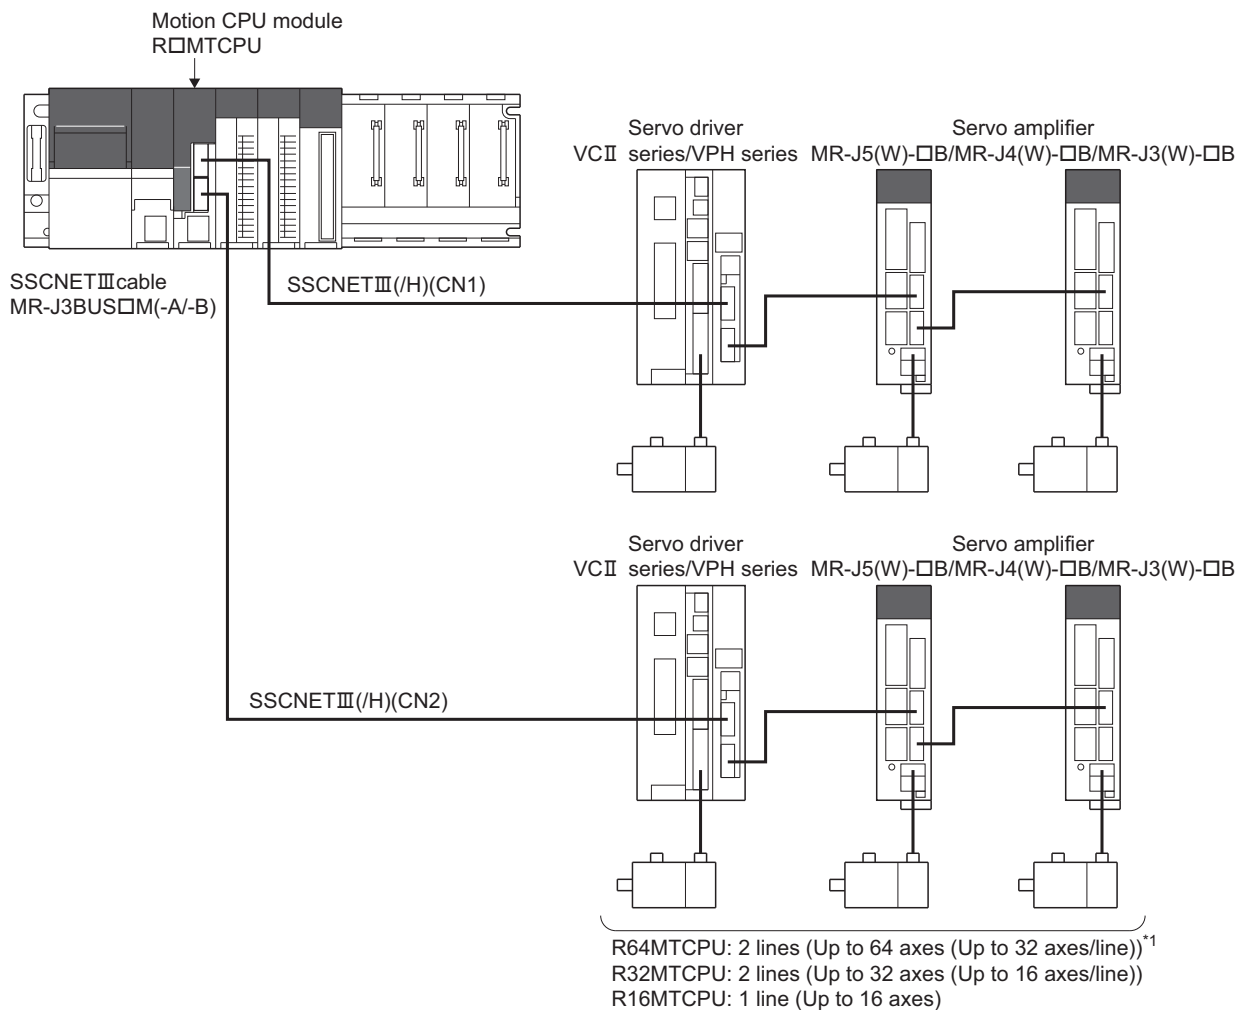 Motion CPU module
R□MTCPU
Servo driver
VCⅡ series/VPH series
Servo amplifier
MR-J5(W)-□B/MR-J4(W)-□B/MR-J3(W)-□B
SSCNETⅢcable
MR-J3BUS□M(-A/-B)
SSCNETⅢ(/H)(CN1)
Servo driver
VCⅡ series/VPH series
Servo amplifier
MR-J5(W)-□B/MR-J4(W)-□B/MR-J3(W)-□B
SSCNETⅢ(/H)(CN2)
R64MTCPU: 2 lines (Up to 64 axes (Up to 32 axes/line))*1
R32MTCPU: 2 lines (Up to 32 axes (Up to 16 axes/line))
R16MTCPU: 1 line (Up to 16 axes)